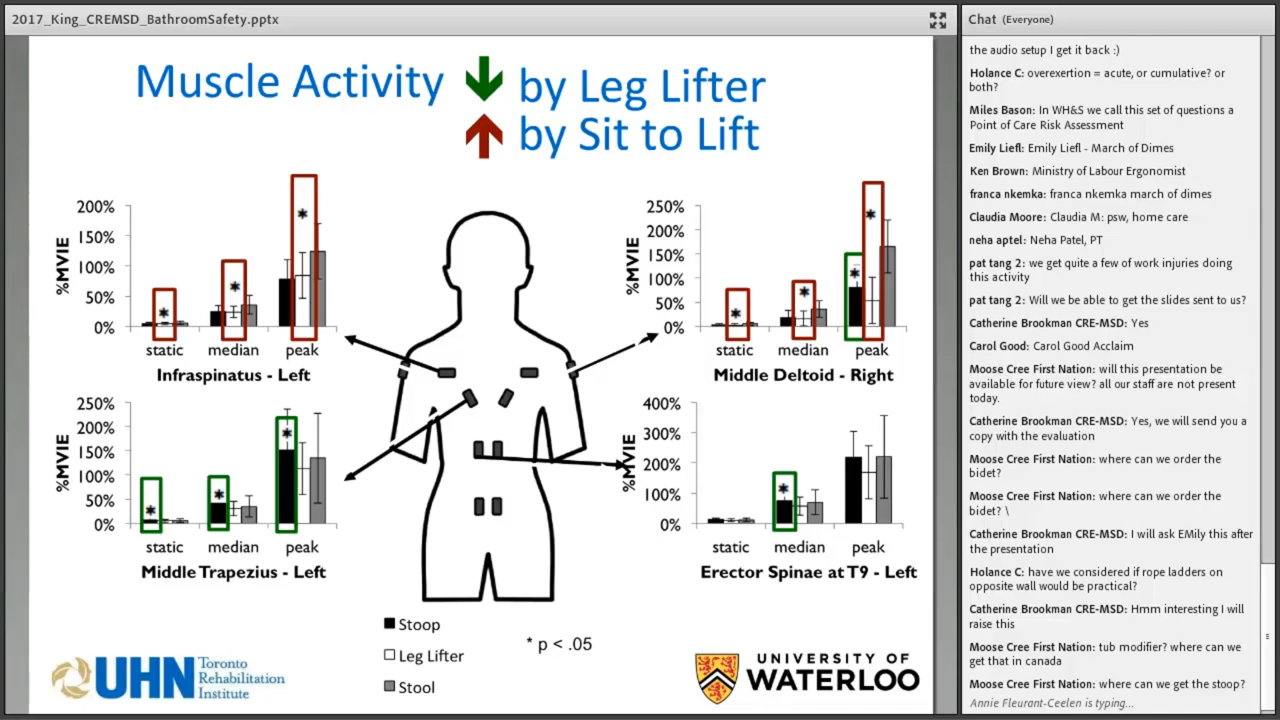 2017_King_CREMSD_BathroomSafety.pptx
Muscle Activity
by Leg Lifter
by Sit to Lift
%MVIE
200%
150%
100%
50%
0%
*
*
*
static
median
peak
Infraspinatus - Left
%MVIE
250%
200%
150%
100%
50%
0%
*
*
*
*
static
median
peak
Middle Deltoid - Right
%MVIE
250%
200%
150%
100%
50%
0%
*
*
*
static
median
peak
Middle Trapezius - Left
%MVIE
400%
300%
200%
100%
0%
*
static
median
peak
Erector Spinae at T9 - Left
Stoop
Leg Lifter
Stool
* p < .05
UHN
Toronto
Rehabilitation
Institute
UNIVERSITY OF
WATERLOO
Chat (Everyone)
the audio setup I get it back :)
Holance C: overexertion = acute, or cumulative? or
both?
Miles Bason: In WH&S we call this set of questions a
Point of Care Risk Assessment
Emily Liefl: Emily Liefl - March of Dimes
Ken Brown: Ministry of Labour Ergonomist
franca nkemka: franca nkemka march of dimes
Claudia Moore: Claudia M: psw, home care
neha aptel: Neha Patel, PT
pat tang 2: we get quite a few of work injuries doing
this activity
pat tang 2: Will we be able to get the slides sent to us?
Catherine Brookman CRE-MSD: Yes
Carol Good: Carol Good Acclaim
Moose Cree First Nation: will this presentation be
available for future view? all our staff are not present
today.
Catherine Brookman CRE-MSD: Yes, we will send you a
copy with the evaluation
Moose Cree First Nation: where can we order the
bidet?
Moose Cree First Nation: where can we order the
bidet? \
Catherine Brookman CRE-MSD: I will ask EMily this after
the presentation
Holance C: have we considered if rope ladders on
opposite wall would be practical?
Catherine Brookman CRE-MSD: Hmm interesting I will
raise this
Moose Cree First Nation: tub modifier? where can we
get that in canada
Moose Cree First Nation: where can we get the stoop?
Annie Fleurant-Ceelen is typing...